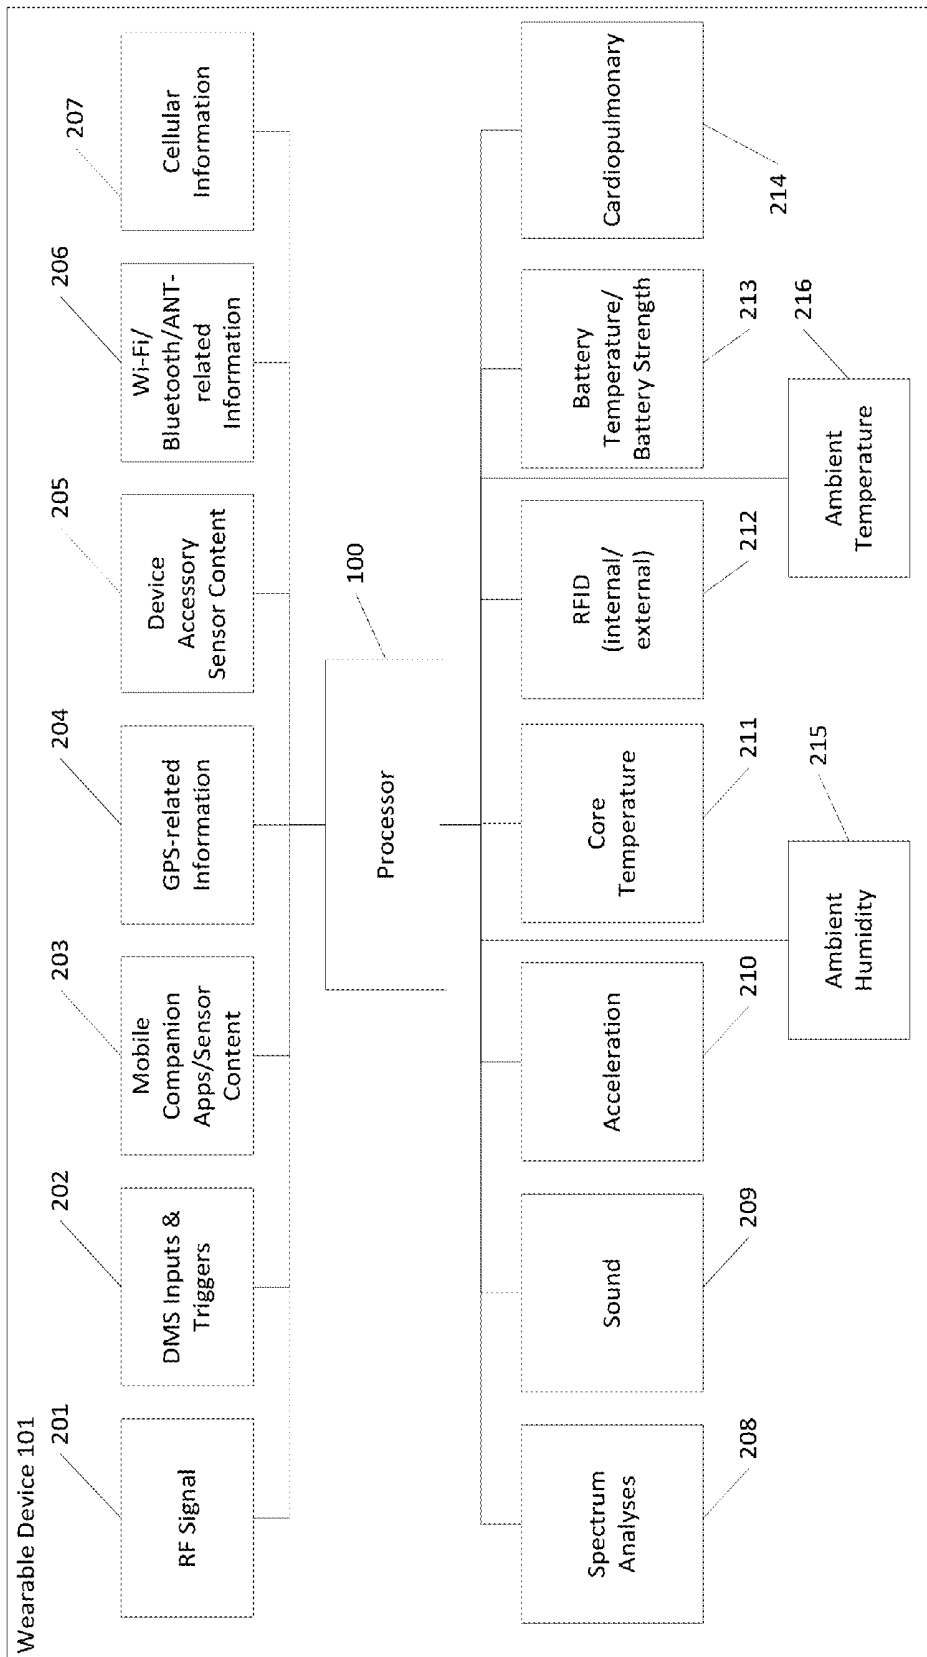 Wearable Device 101
201
202
203
204
205
206
207
RF Signal
DMS Inputs &
Triggers
Mobile
Companion
Apps/Sensor
Content
GPS-related
Information
Device
Accessory
Sensor Content
Wi-Fi/
Bluetooth/ANT-
related
Information
Cellular
Information
100
Processor
Spectrum
Analyses
Sound
Acceleration
Core
Temperature
RFID
(internal/
external)
Battery
Temperature/
Battery Strength
Cardiopulmonary
208
209
210
211
212
213
214
215
216
Ambient
Humidity
Ambient
Temperature